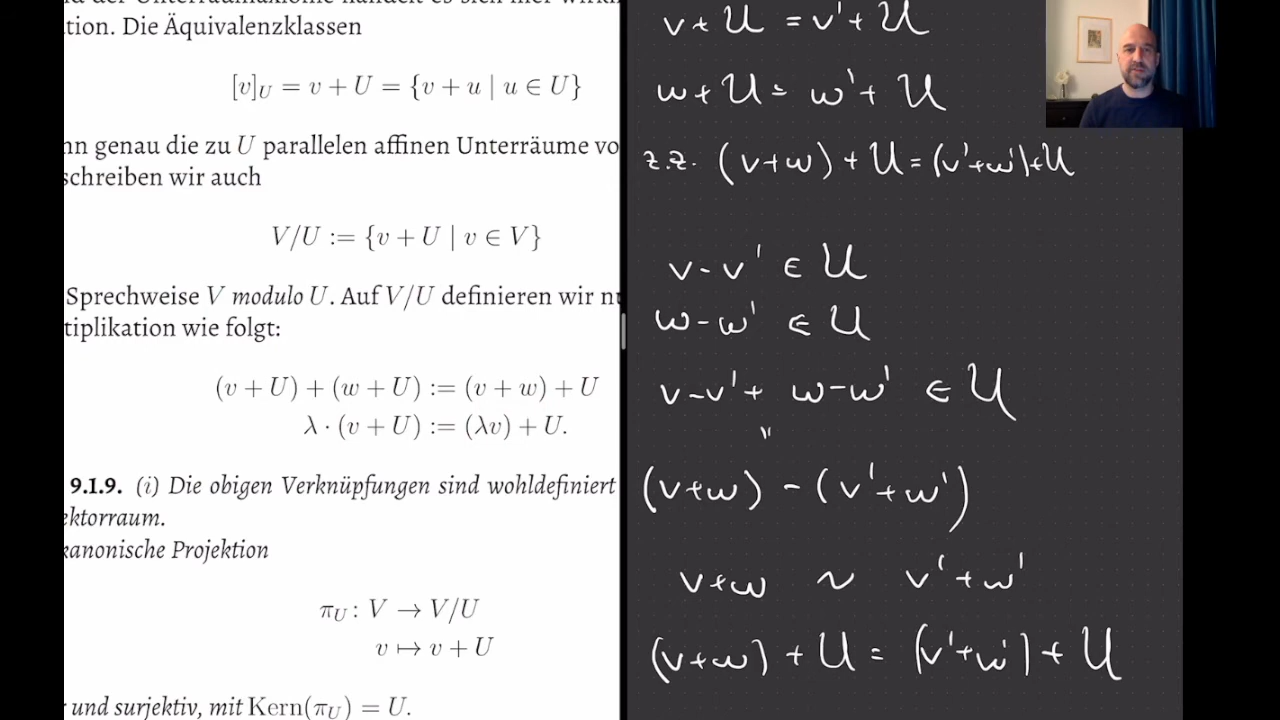 tion. Die Äquivalenzklassen
[v]_U = v + U = {v + u | u ∈ U}
nn genau die zu U parallelen affinen Unterräume vo
schreiben wir auch
V/U := {v + U | v ∈ V}
Sprechweise V modulo U. Auf V/U definieren wir nu
tiplikation wie folgt:
(v + U) + (w + U) := (v + w) + U
λ · (v + U) := (λv) + U.
9.1.9. (i) Die obigen Verknüpfungen sind wohldefiniert
ektorraum.
kanonische Projektion
π_U : V → V/U
v ↦ v + U
und surjektiv, mit Kern(π_U) = U.
v + U = v' + U
w + U = w' + U
z.z. (v+w) + U = (v'+w') + U
v - v' ∈ U
w - w' ∈ U
v - v' + w - w' ∈ U
"
(v+w) - (v'+w')
v+w ~ v'+w'
(v+w) + U = (v'+w') + U